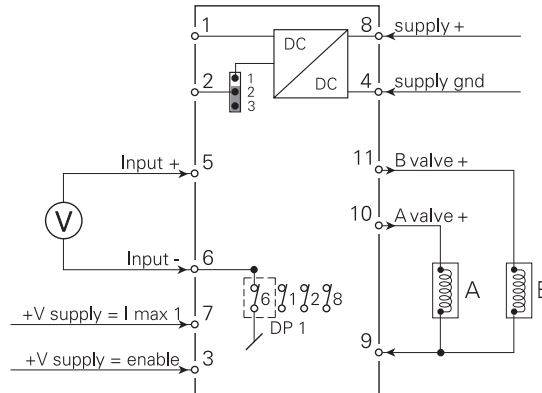 1
DC
DC
8
supply +
2
1
2
3
4
supply gnd
Input +
5
11
B valve +
V
10
A valve +
Input -
6
6
1
2
8
DP 1
A
B
+V supply = I max 1
7
+V supply = enable
3
9